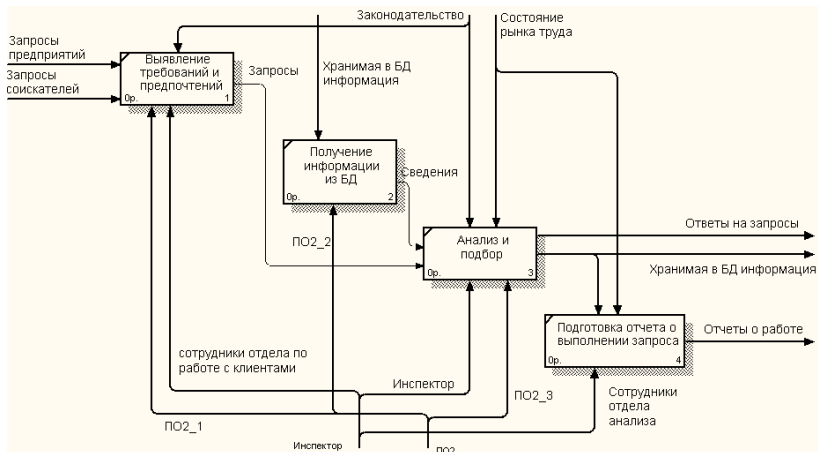 Законодательство
Состояние
рынка труда
Запросы
предприятий
Запросы
соискателей
Выявление
требований и
предпочтений
0р.
1
Запросы
Хранимая в БД
информация
Получение
информации
из БД
0р.
2
Сведения
ПО2_2
Анализ и
подбор
0р.
3
Ответы на запросы
Хранимая в БД информация
Подготовка отчета о
выполнении запроса
0р.
4
Отчеты о работе
сотрудники отдела по
работе с клиентами
Инспектор
ПО2_3
Сотрудники
отдела
анализа
ПО2_1
Инспектор
ПО2